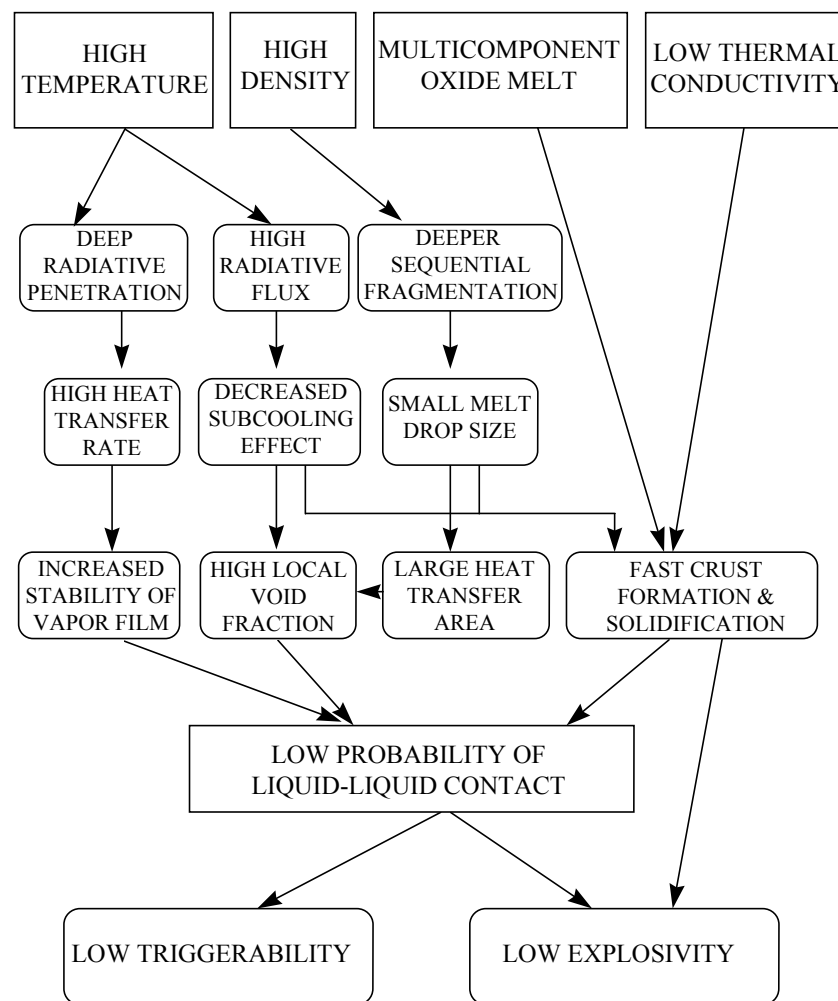 HIGH
TEMPERATURE
HIGH
DENSITY
MULTICOMPONENT
OXIDE MELT
LOW THERMAL
CONDUCTIVITY
DEEP
RADIATIVE
PENETRATION
HIGH
RADIATIVE
FLUX
DEEPER
SEQUENTIAL
FRAGMENTATION
HIGH HEAT
TRANSFER
RATE
DECREASED
SUBCOOLING
EFFECT
SMALL MELT
DROP SIZE
INCREASED
STABILITY OF
VAPOR FILM
HIGH LOCAL
VOID
FRACTION
LARGE HEAT
TRANSFER
AREA
FAST CRUST
FORMATION &
SOLIDIFICATION
LOW PROBABILITY OF
LIQUID-LIQUID CONTACT
LOW TRIGGERABILITY
LOW EXPLOSIVITY